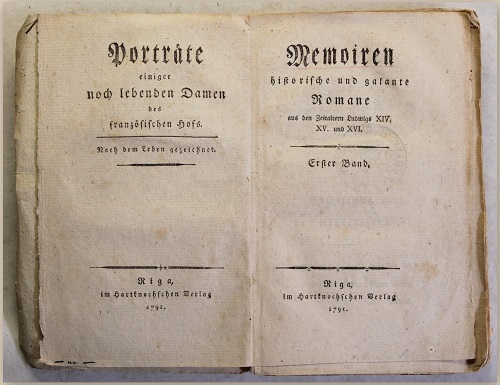 Porträte
einiger
noch lebenden Damen
des
französischen Hofs.
Nach dem Leben gezeichnet.
Riga,
im Hartknochschen Verlag
1791.
Memoiren
historische und galante
Romane
aus den Zeitaltern Ludwigs XIV,
XV. und XVI.
Erster Band.
Riga,
im Hartknochschen Verlag
1791.